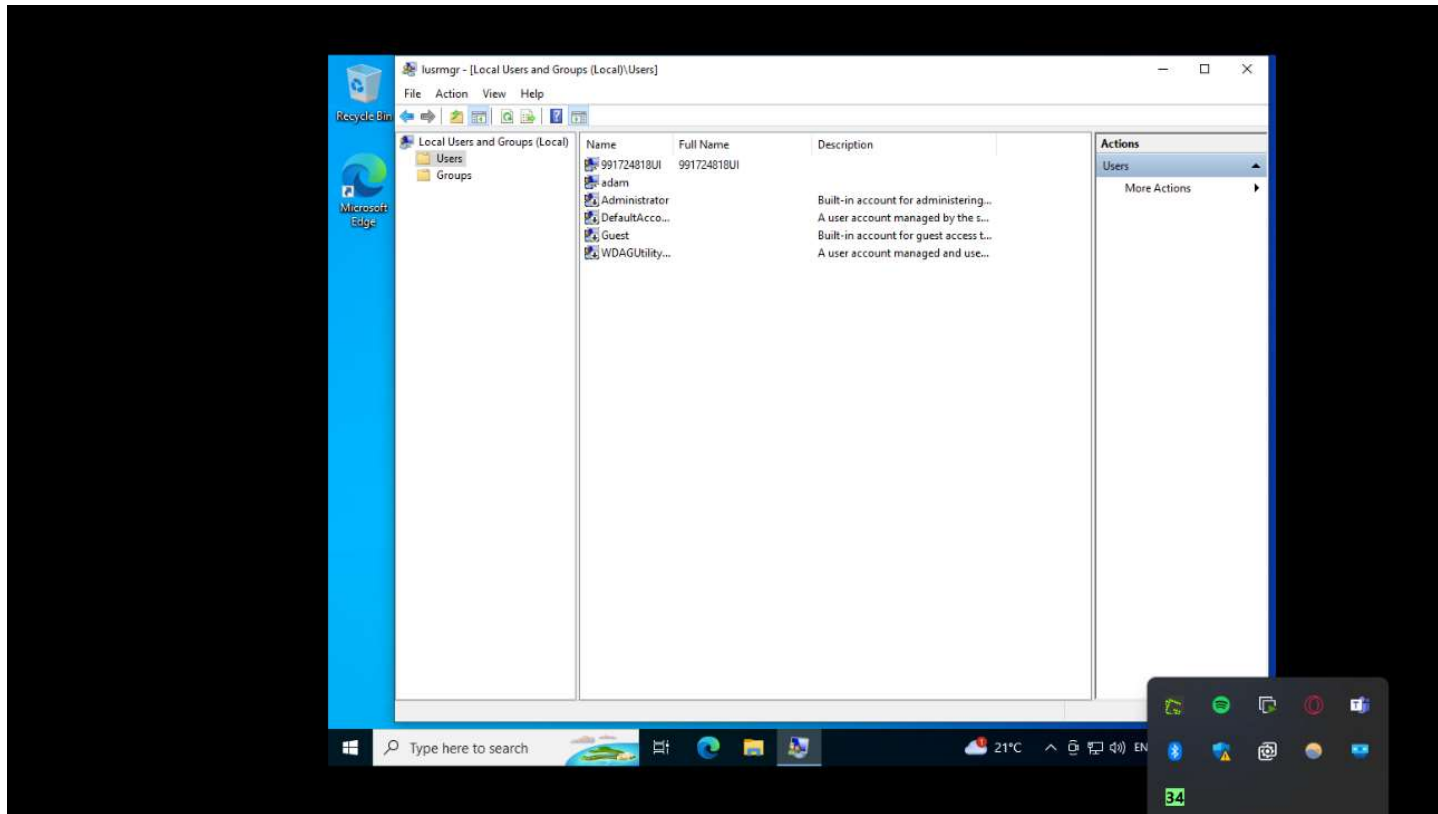 lusrmgr - [Local Users and Groups (Local)\Users]
File Action View Help
Recycle Bin
Microsoft
Edge
Local Users and Groups (Local)
Users
Groups
Name Full Name Description
991724818UI 991724818UI
adam
Administrator Built-in account for administering...
DefaultAcco... A user account managed by the s...
Guest Built-in account for guest access t...
WDAGUtility... A user account managed and use...
Actions
Users
More Actions
Type here to search
21°C
EN
34